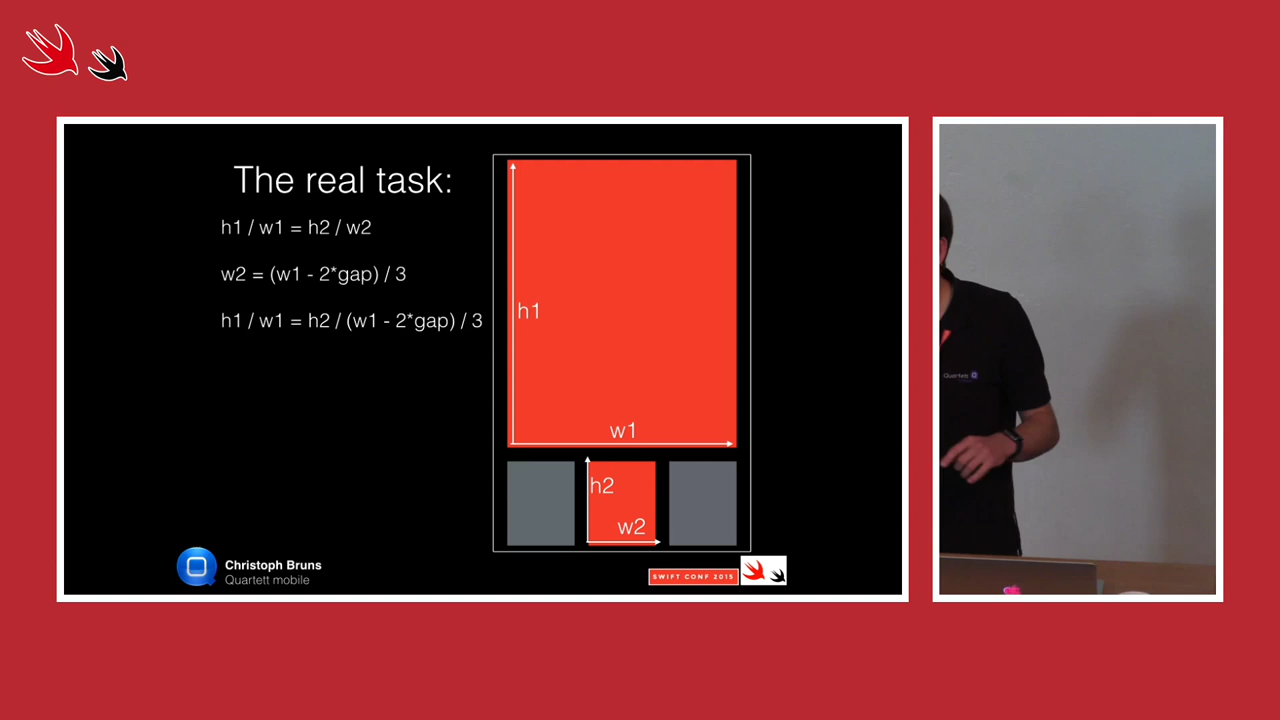 The real task:
h1 / w1 = h2 / w2
w2 = (w1 - 2*gap) / 3
h1 / w1 = h2 / (w1 - 2*gap) / 3
h1
w1
h2
w2
Christoph Bruns
Quartett mobile
SWIFT CONF 2015
Quartett